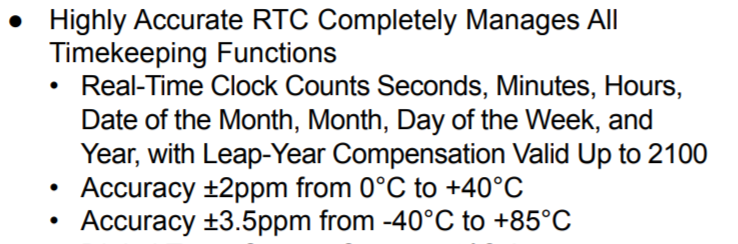 ● Highly Accurate RTC Completely Manages All
Timekeeping Functions
• Real-Time Clock Counts Seconds, Minutes, Hours,
Date of the Month, Month, Day of the Week, and
Year, with Leap-Year Compensation Valid Up to 2100
• Accuracy ±2ppm from 0°C to +40°C
• Accuracy ±3.5ppm from -40°C to +85°C